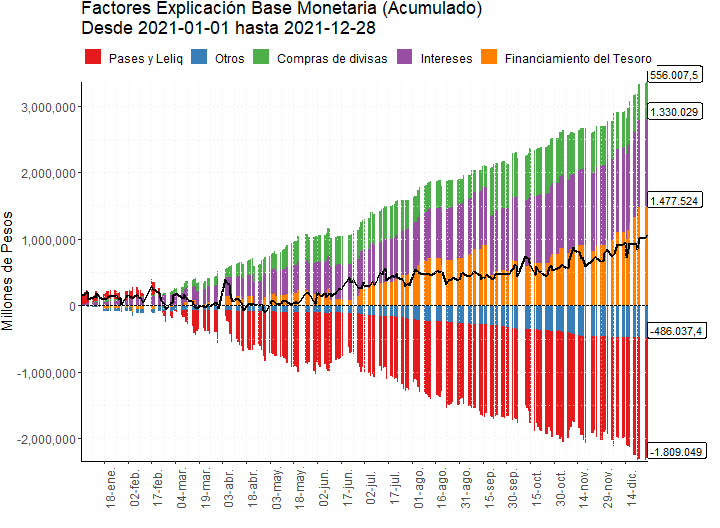 Factores Explicación Base Monetaria (Acumulado)
Desde 2021-01-01 hasta 2021-12-28
Pases y Leliq Otros Compras de divisas Intereses Financiamiento del Tesoro
Millones de Pesos
3,000,000
2,000,000
1,000,000
0
-1,000,000
-2,000,000
556.007,5
1.330.029
1.477.524
-486.037,4
-1.809.049
18-ene. 02-feb. 17-feb. 04-mar. 19-mar. 03-abr. 18-abr. 03-may. 18-may. 02-jun. 17-jun. 02-jul. 17-jul. 01-ago. 16-ago. 31-ago. 15-sep. 30-sep. 15-oct. 30-oct. 14-nov. 29-nov. 14-dic.